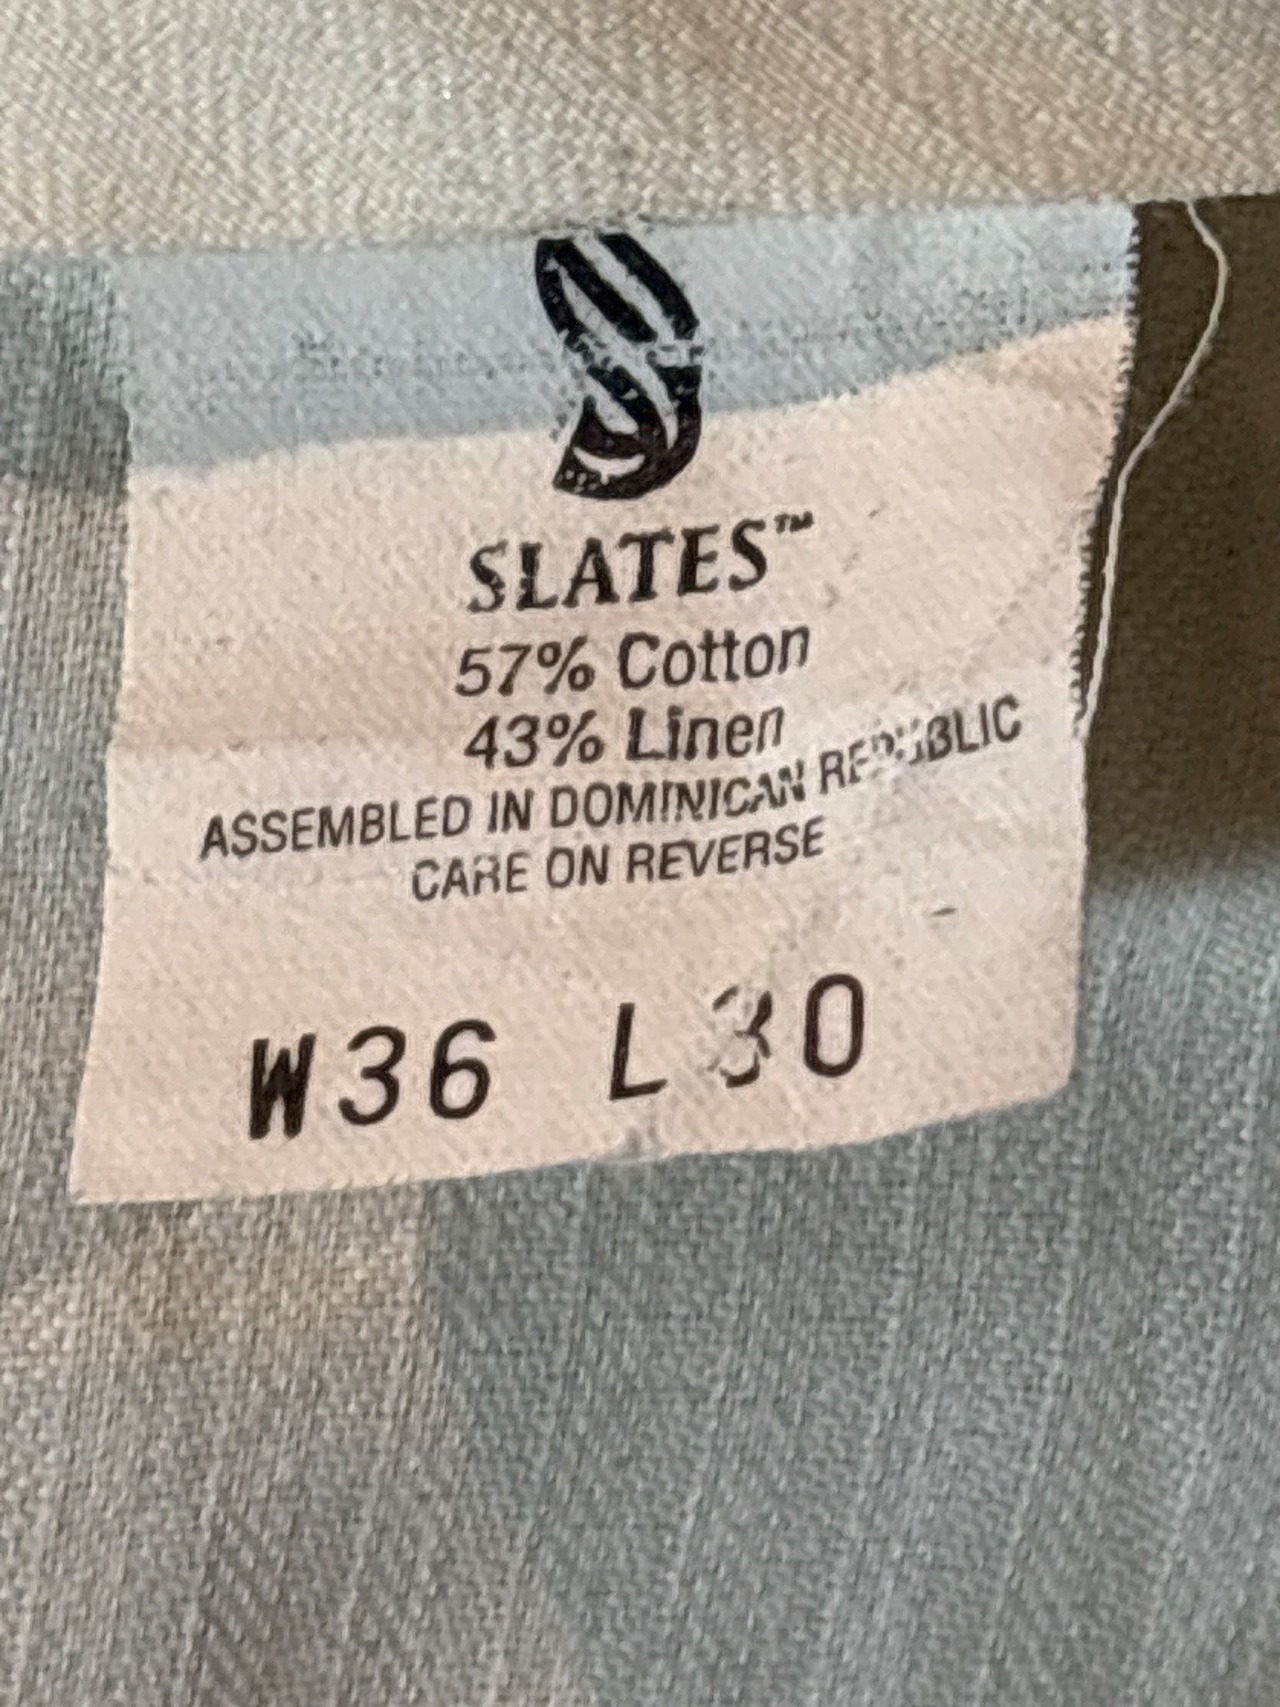 SLATES™
57% Cotton
43% Linen
ASSEMBLED IN DOMINICAN REPUBLIC
CARE ON REVERSE
W36 L30